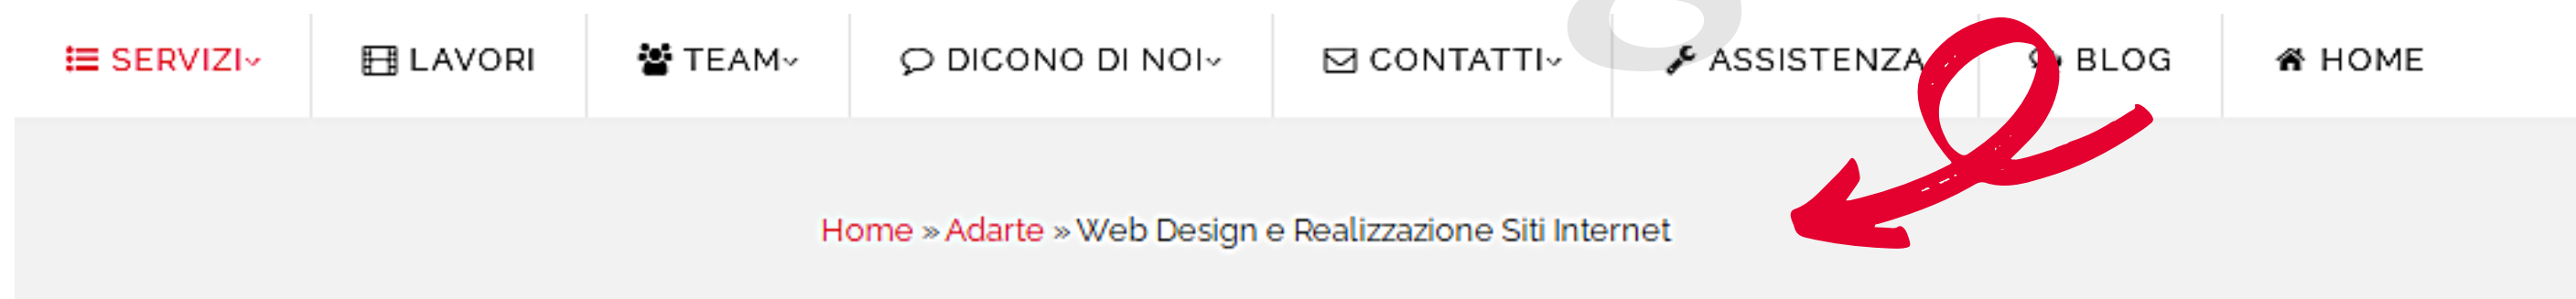 SERVIZI LAVORI TEAM DICONO DI NOI CONTATTI ASSISTENZA BLOG HOME
Home » Adarte » Web Design e Realizzazione Siti Internet